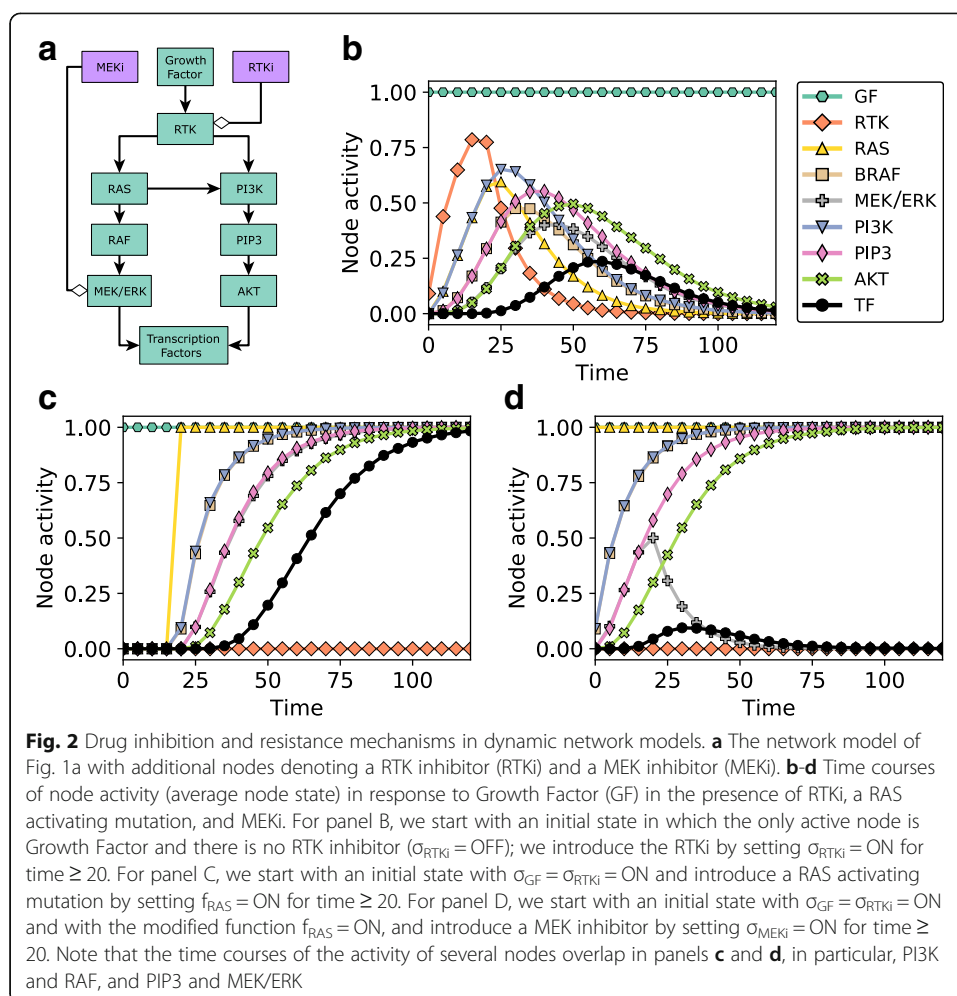 a
MEKi
Growth
Factor
RTKi
RTK
RAS
PI3K
RAF
PIP3
MEK/ERK
AKT
Transcription
Factors
b
Node activity
1.00
0.75
0.50
0.25
0.00
0 25 50 75 100
Time
GF
RTK
RAS
BRAF
MEK/ERK
PI3K
PIP3
AKT
TF
c
Node activity
1.00
0.75
0.50
0.25
0.00
0 25 50 75 100
Time
d
Node activity
1.00
0.75
0.50
0.25
0.00
0 25 50 75 100
Time
Fig. 2 Drug inhibition and resistance mechanisms in dynamic network models. a The network model of
Fig. 1a with additional nodes denoting a RTK inhibitor (RTKi) and a MEK inhibitor (MEKi). b-d Time courses
of node activity (average node state) in response to Growth Factor (GF) in the presence of RTKi, a RAS
activating mutation, and MEKi. For panel B, we start with an initial state in which the only active node is
Growth Factor and there is no RTK inhibitor (σRTKi = OFF); we introduce the RTKi by setting σRTKi = ON for
time ≥ 20. For panel C, we start with an initial state with σGF = σRTKi = ON and introduce a RAS activating
mutation by setting fRAS = ON for time ≥ 20. For panel D, we start with an initial state with σGF = σRTKi = ON
and with the modified function fRAS = ON, and introduce a MEK inhibitor by setting σMEKi = ON for time ≥
20. Note that the time courses of the activity of several nodes overlap in panels c and d, in particular, PI3K
and RAF, and PIP3 and MEK/ERK